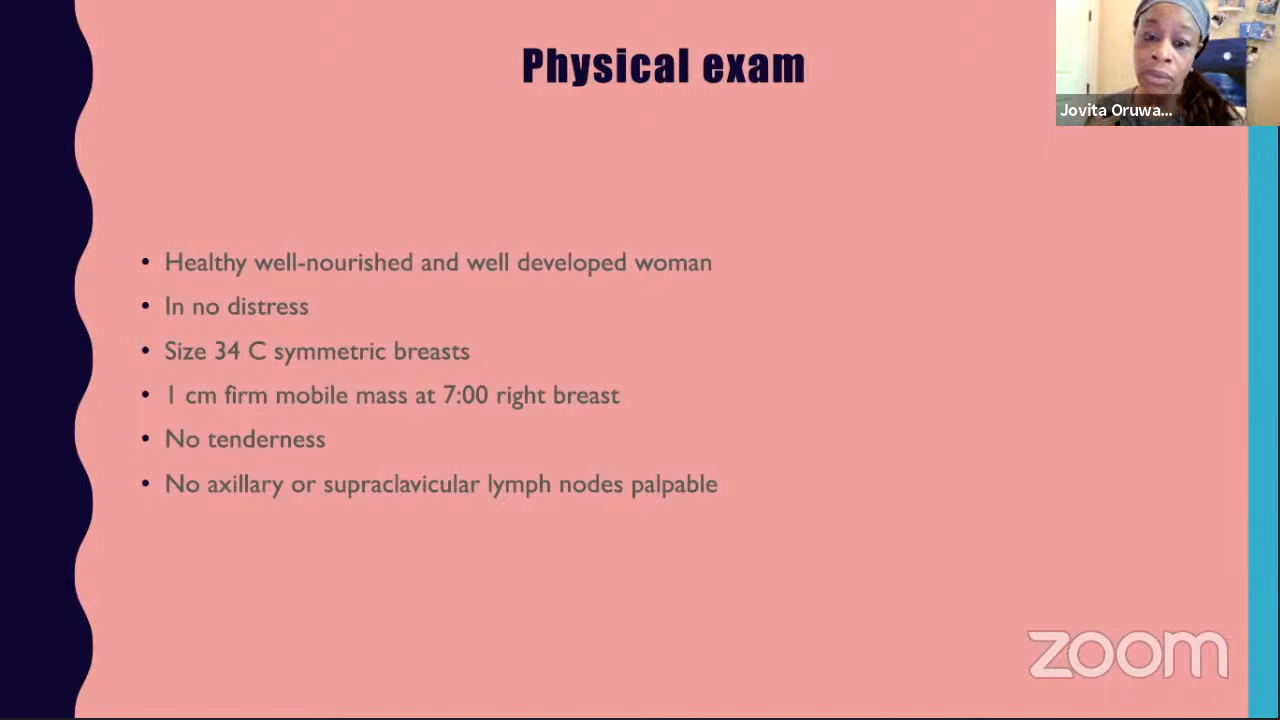 Physical exam
Jovita Oruwa...
• Healthy well-nourished and well developed woman
• In no distress
• Size 34 C symmetric breasts
• 1 cm firm mobile mass at 7:00 right breast
• No tenderness
• No axillary or supraclavicular lymph nodes palpable
zoom